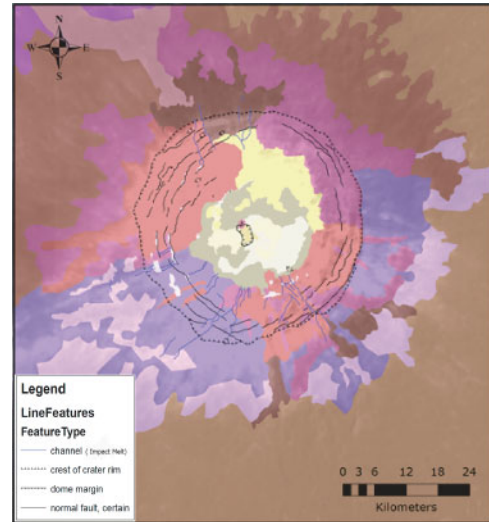 N
W E
S
Legend
LineFeatures
FeatureType
channel ( Impact Melt)
crest of crater rim
dome margin
normal fault, certain
0 3 6 12 18 24
Kilometers